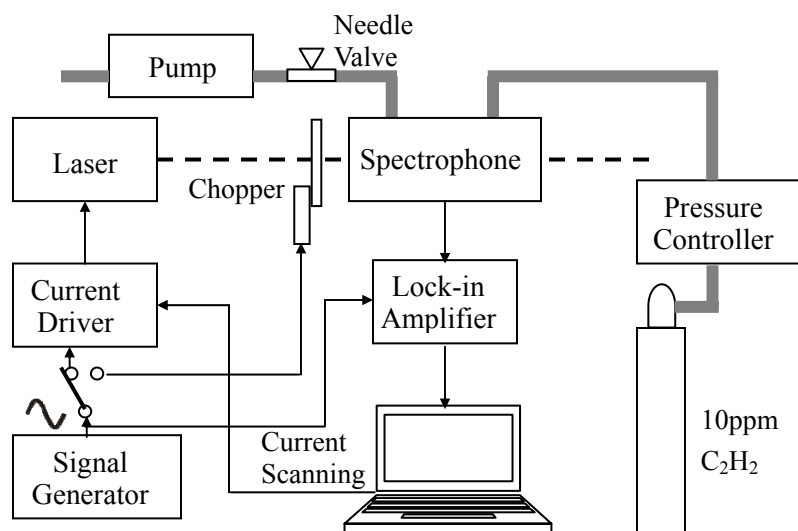 Needle
Valve
Pump
Laser
Chopper
Spectrophone
Pressure
Controller
Current
Driver
Lock-in
Amplifier
Current
Scanning
Signal
Generator
10ppm
C₂H₂